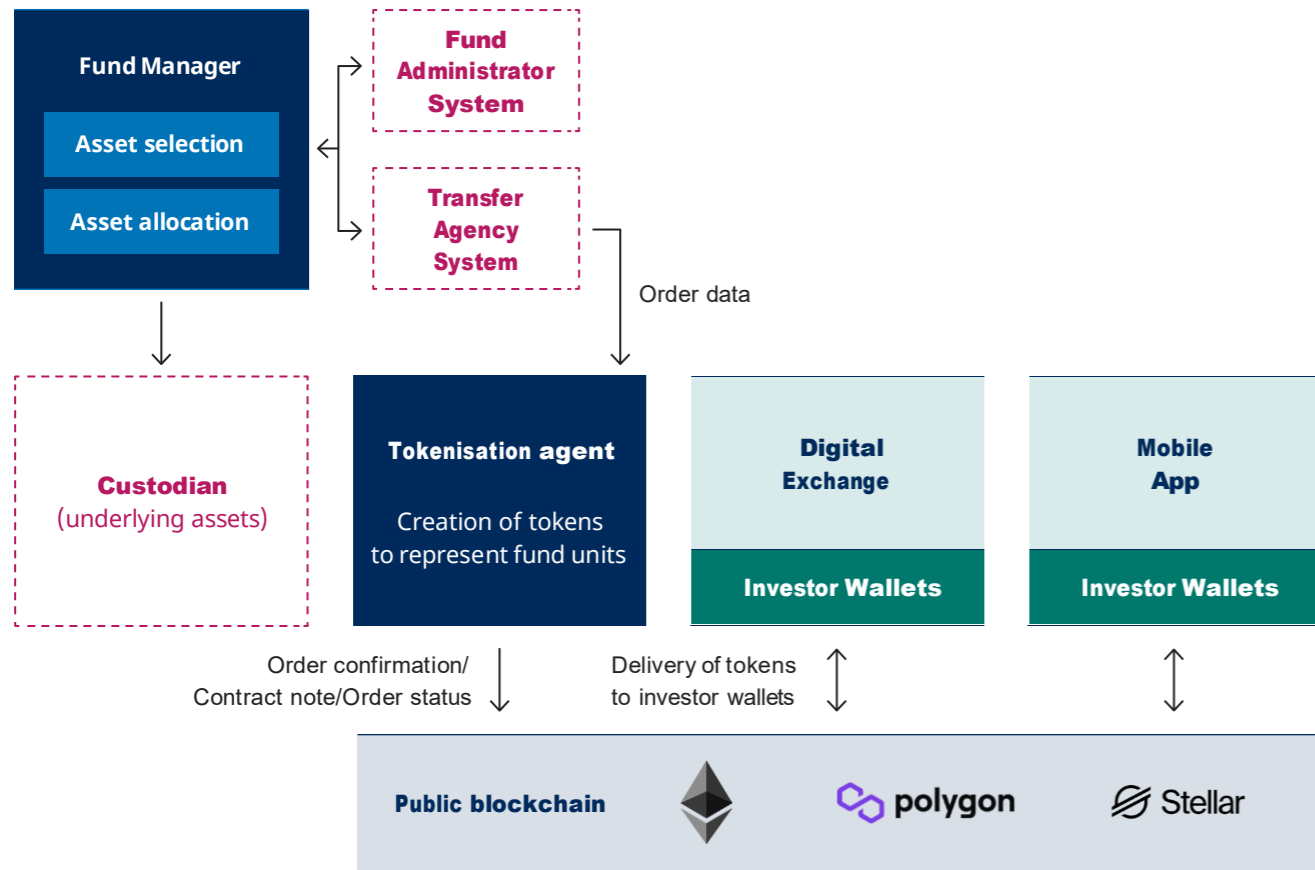 Fund Manager
Asset selection
Asset allocation
Fund
Administrator
System
Transfer
Agency
System
Order data
Custodian
(underlying assets)
Tokenisation agent
Creation of tokens
to represent fund units
Digital
Exchange
Investor Wallets
Mobile
App
Investor Wallets
Order confirmation/
Contract note/Order status
Delivery of tokens
to investor wallets
Public blockchain
polygon
Stellar